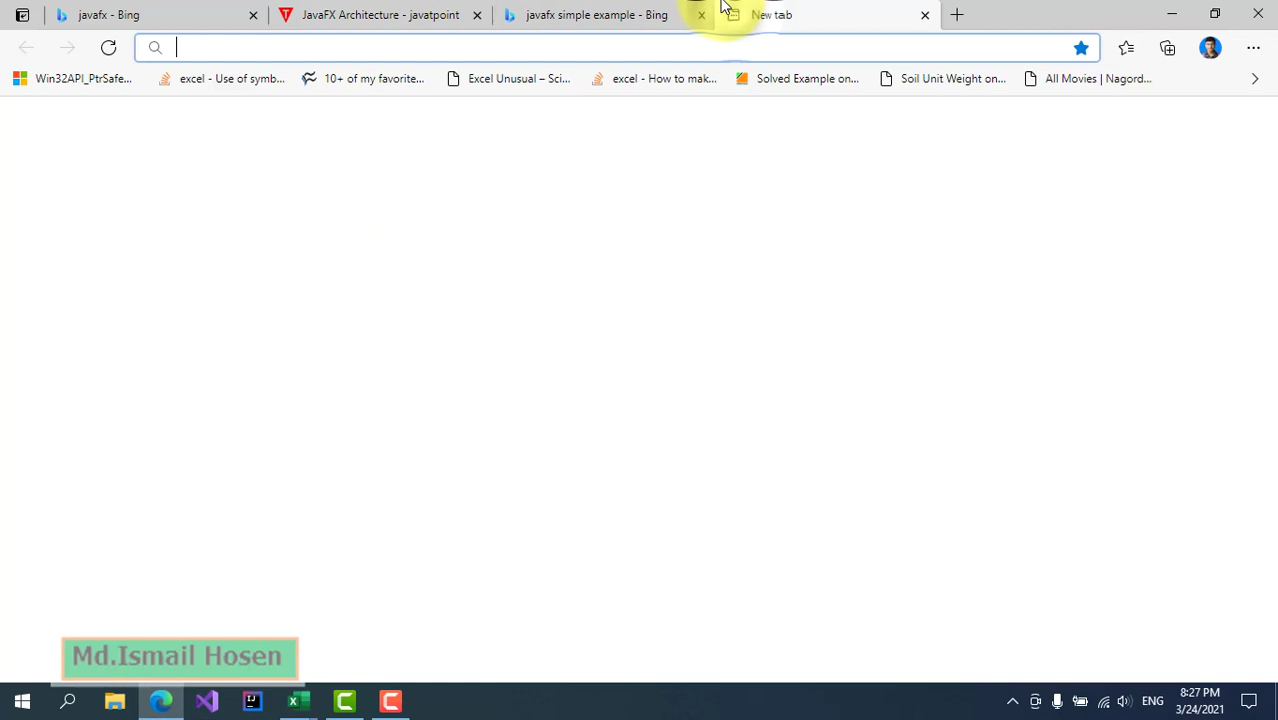 javafx - Bing
JavaFX Architecture - javatpoint
javafx simple example - Bing
New tab
Win32API_PtrSafe...
excel - Use of symb...
10+ of my favorite...
Excel Unusual – Sci...
excel - How to mak...
Solved Example on...
Soil Unit Weight on...
All Movies | Nagord...
Md.Ismail Hosen
ENG
8:27 PM
3/24/2021